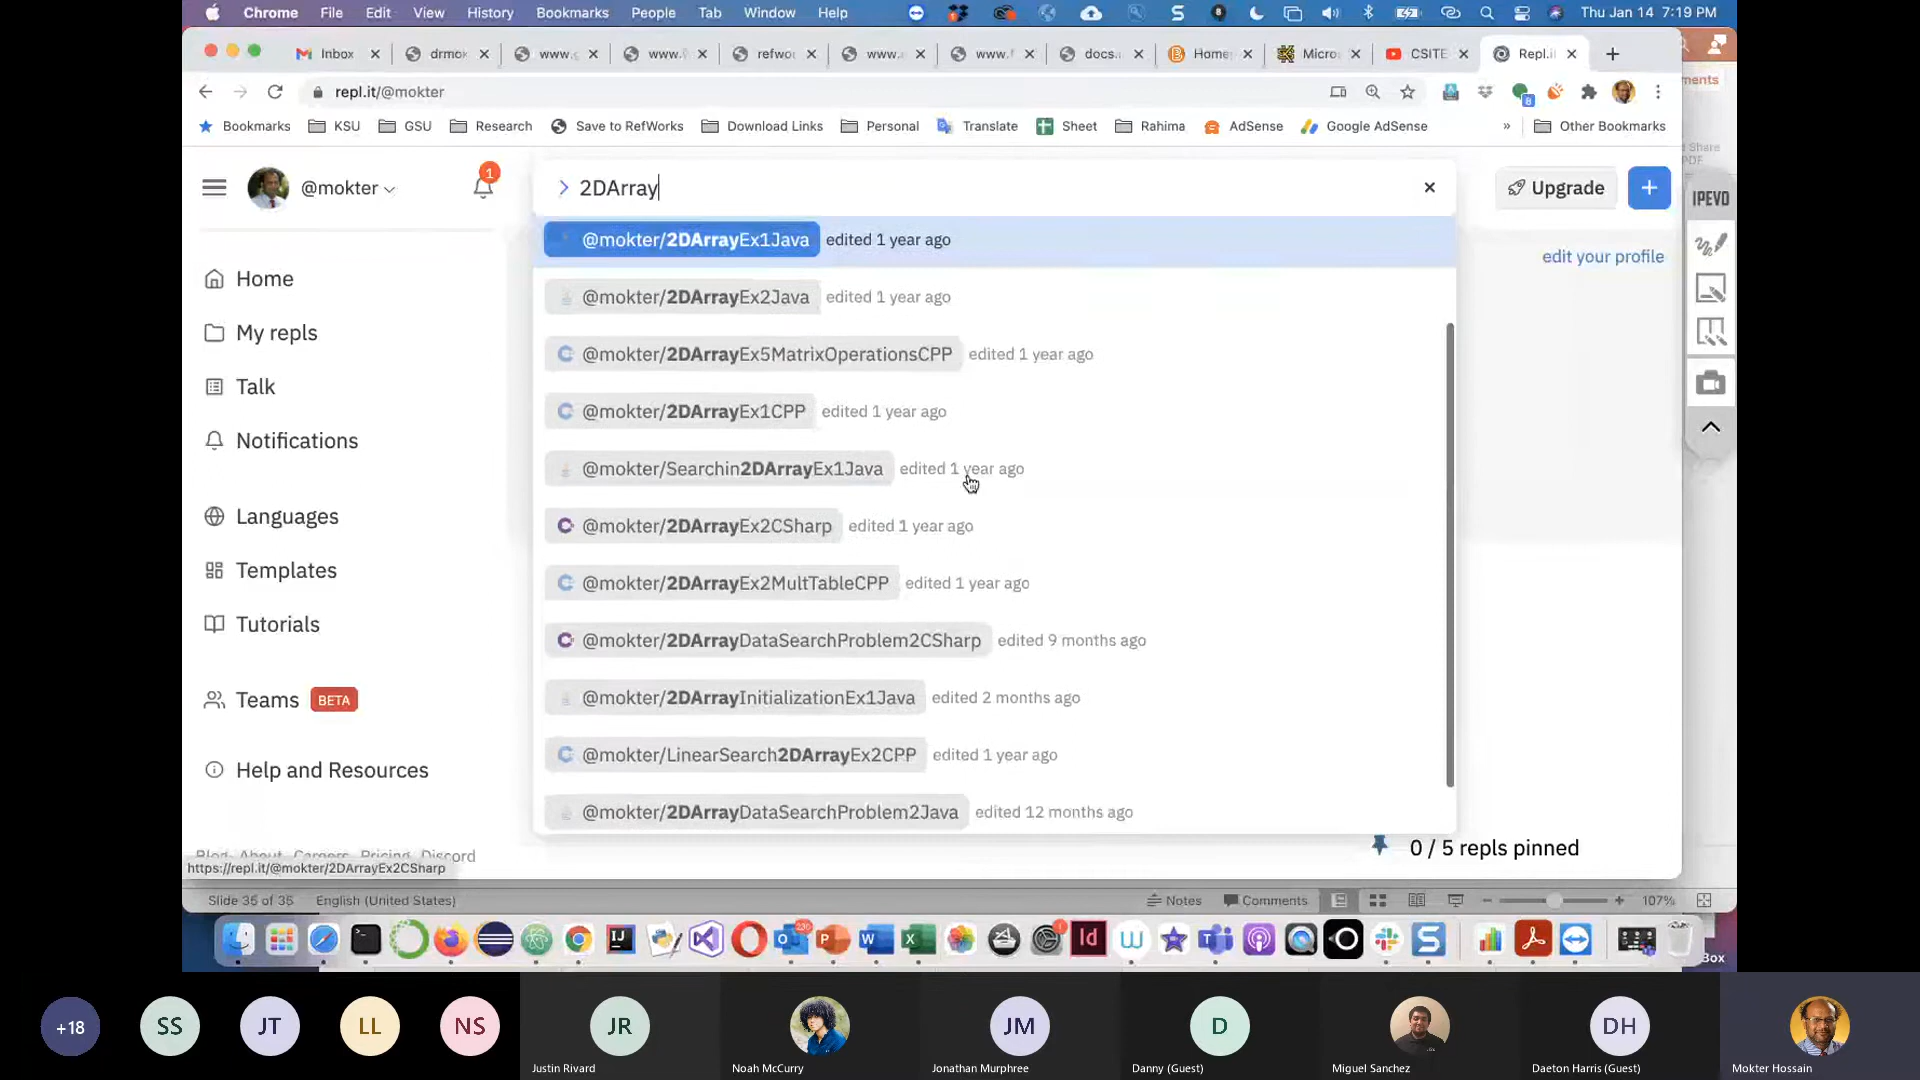 Chrome File Edit View History Bookmarks People Tab Window Help Thu Jan 14 7:19 PM
Inbox drmok www.g www.l refwo www. www.f docs. Home Micro CSITE Repl.i
repl.it/@mokter
Bookmarks KSU GSU Research Save to RefWorks Download Links Personal Translate Sheet Rahima AdSense Google AdSense » Other Bookmarks
@mokter 1 2DArray Upgrade
IPEVO
edit your profile
@mokter/2DArrayEx1Java edited 1 year ago
@mokter/2DArrayEx2Java edited 1 year ago
@mokter/2DArrayEx5MatrixOperationsCPP edited 1 year ago
@mokter/2DArrayEx1CPP edited 1 year ago
@mokter/Searchin2DArrayEx1Java edited 1 year ago
@mokter/2DArrayEx2CSharp edited 1 year ago
@mokter/2DArrayEx2MultTableCPP edited 1 year ago
@mokter/2DArrayDataSearchProblem2CSharp edited 9 months ago
@mokter/2DArrayInitializationEx1Java edited 2 months ago
@mokter/LinearSearch2DArrayEx2CPP edited 1 year ago
@mokter/2DArrayDataSearchProblem2Java edited 12 months ago
Home
My repls
Talk
Notifications
Languages
Templates
Tutorials
Teams BETA
Help and Resources
Blog About Careers Pricing Discord
https://repl.it/@mokter/2DArrayEx2CSharp
0 / 5 repls pinned
Slide 35 of 35 English (United States) Notes Comments 107%
Box
+18 SS JT LL NS JR JM D DH
Justin Rivard Noah McCurry Jonathan Murphree Danny (Guest) Miguel Sanchez Daeton Harris (Guest) Mokter Hossain